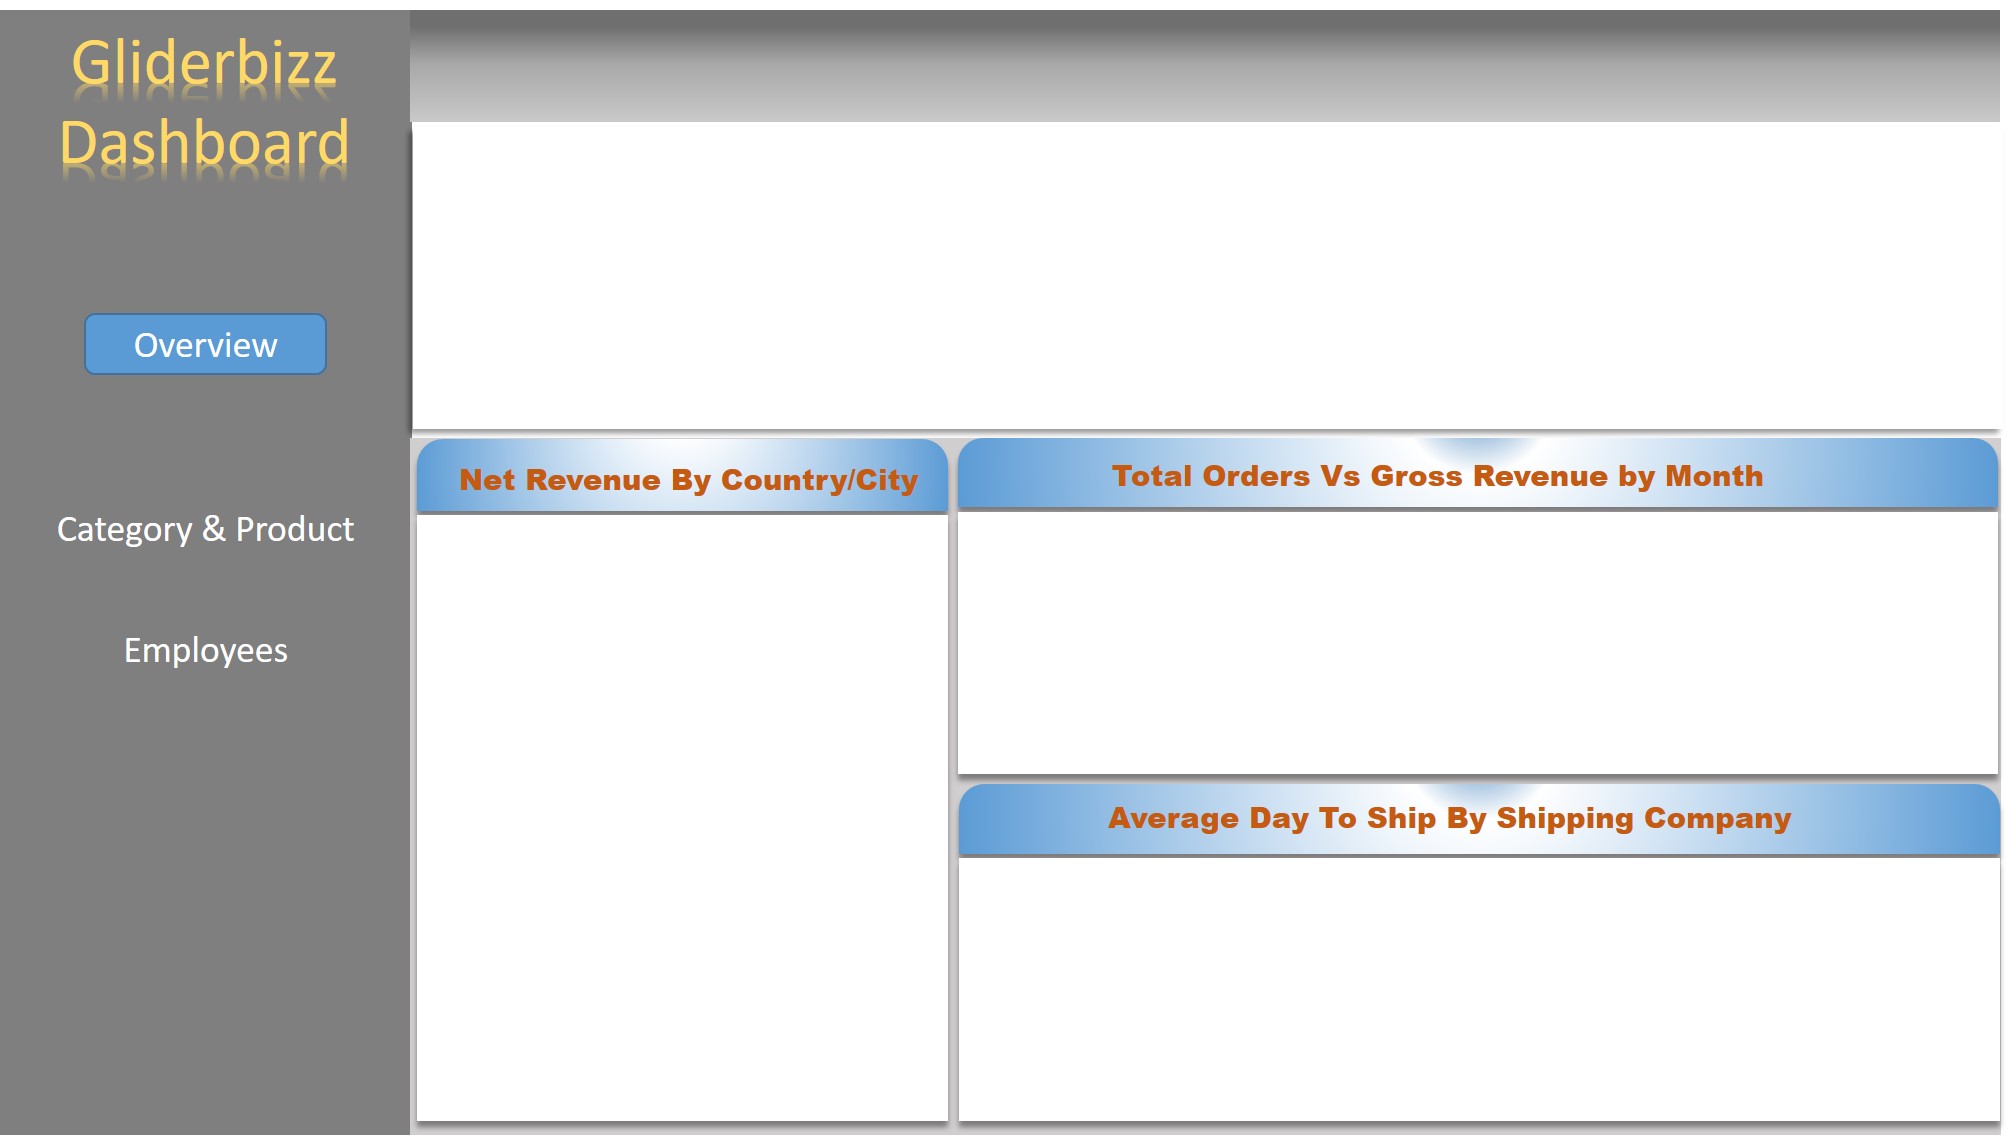 Gliderbizz
Dashboard
Overview
Category & Product
Employees
Net Revenue By Country/City
Total Orders Vs Gross Revenue by Month
Average Day To Ship By Shipping Company